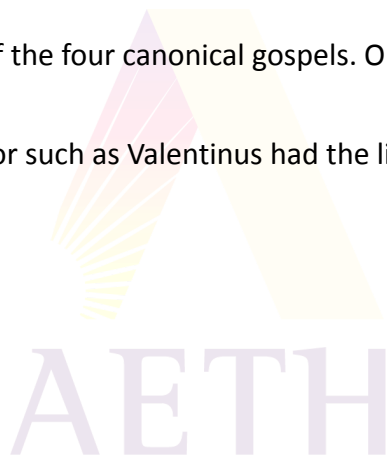 f the four canonical gospels. O
or such as Valentinus had the li
AETH